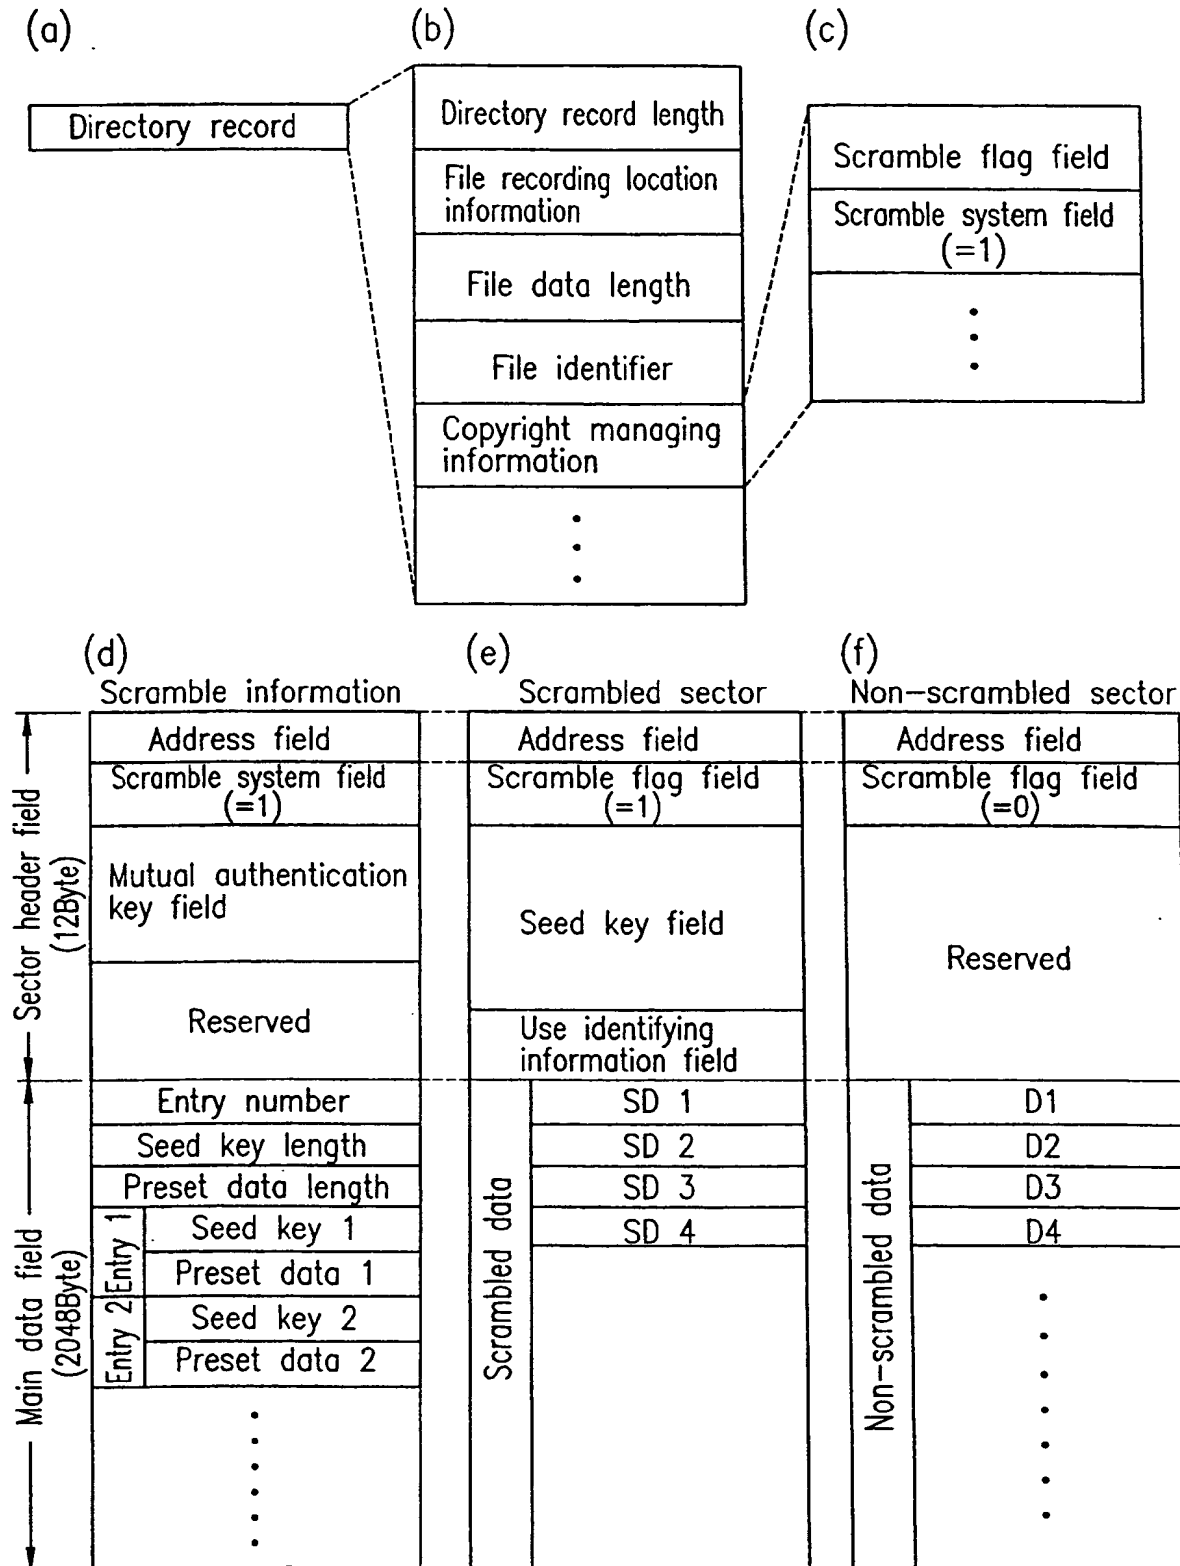 (a)
(b)
(c)
Directory record
Directory record length
File recording location
information
File data length
File identifier
Copyright managing
information
Scramble flag field
Scramble system field
(=1)
(d)
Scramble information
(e)
Scrambled sector
(f)
Non-scrambled sector
Sector header field
(12Byte)
Main data field
(2048Byte)
Address field
Scramble system field
(=1)
Mutual authentication
key field
Reserved
Entry number
Seed key length
Preset data length
Entry 1
Seed key 1
Preset data 1
Entry 2
Seed key 2
Preset data 2
Address field
Scramble flag field
(=1)
Seed key field
Use identifying
information field
Scrambled data
SD 1
SD 2
SD 3
SD 4
Address field
Scramble flag field
(=0)
Reserved
Non-scrambled data
D1
D2
D3
D4